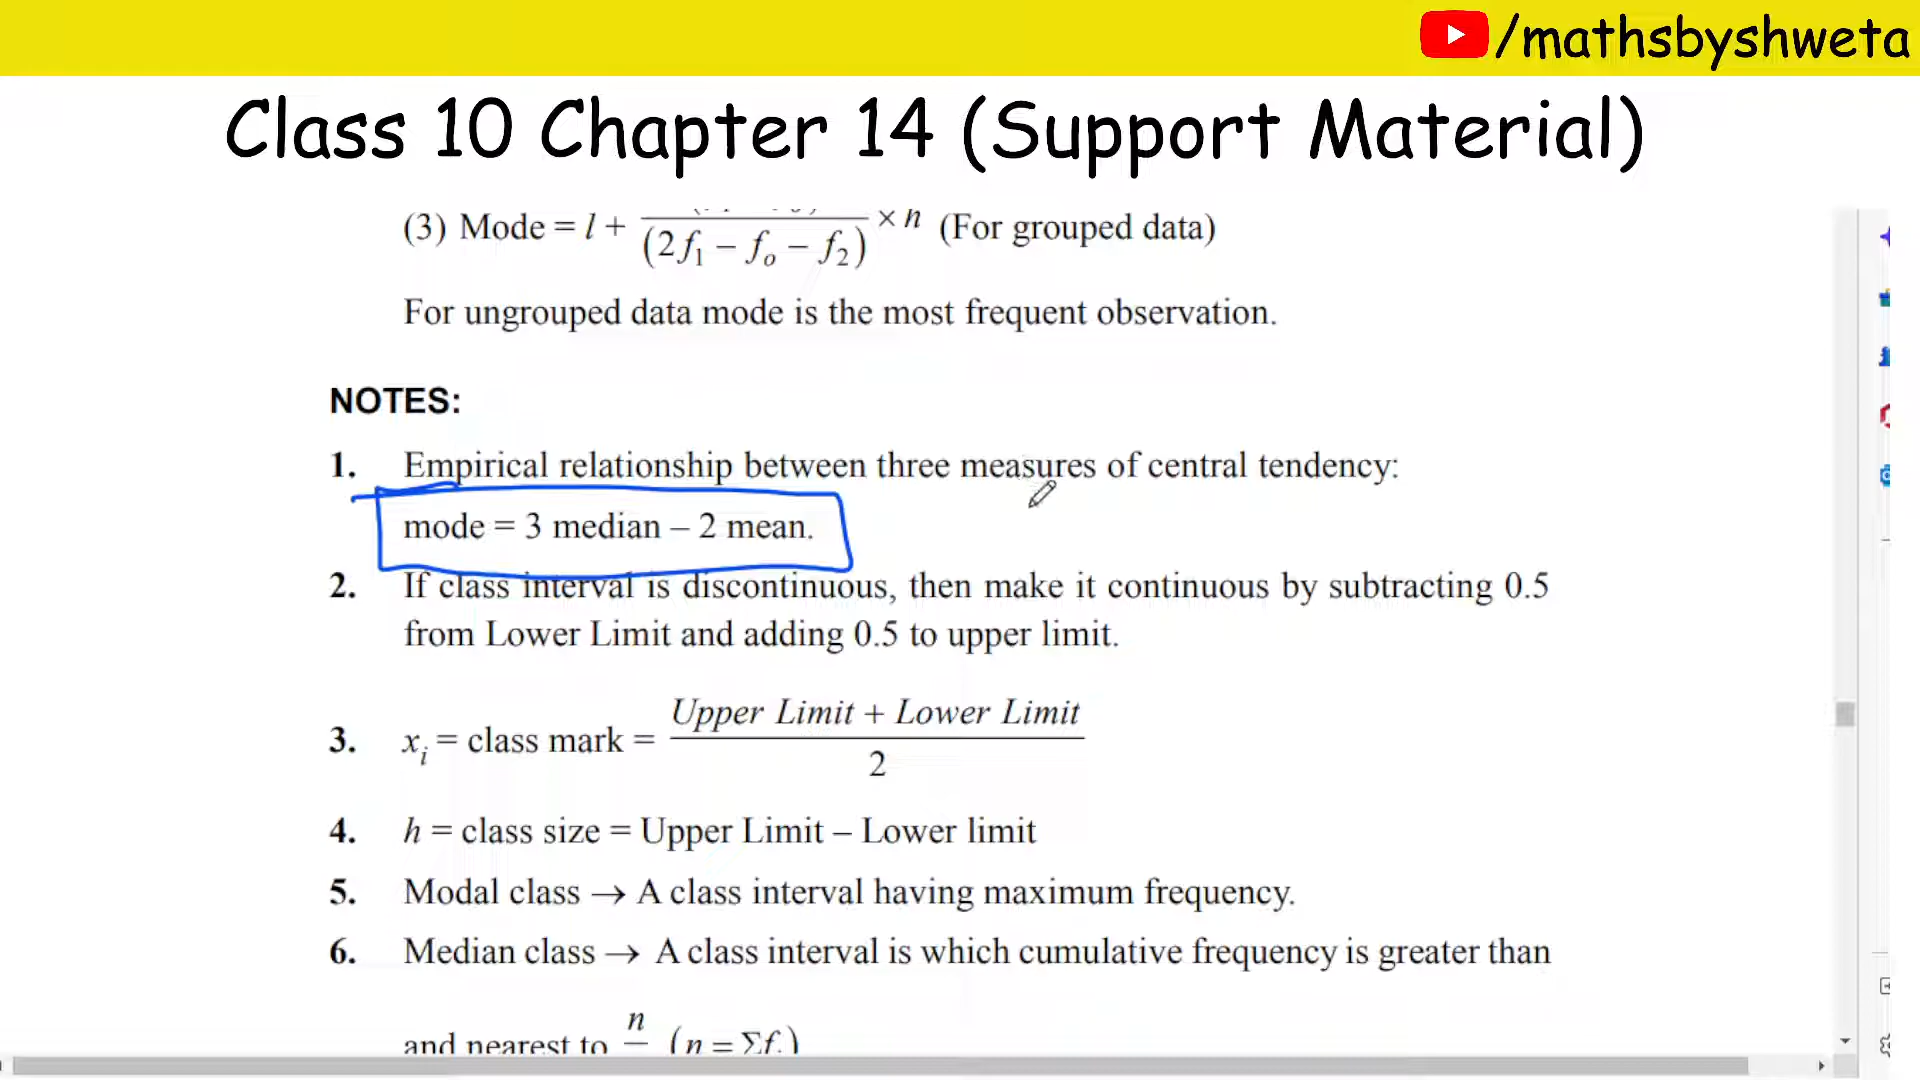 /mathsbyshweta
Class 10 Chapter 14 (Support Material)
(3) Mode = l + / (2f₁ − fₒ − f₂) × h (For grouped data)
For ungrouped data mode is the most frequent observation.
NOTES:
1. Empirical relationship between three measures of central tendency:
mode = 3 median – 2 mean.
2. If class interval is discontinuous, then make it continuous by subtracting 0.5
from Lower Limit and adding 0.5 to upper limit.
3. xᵢ = class mark = Upper Limit + Lower Limit / 2
4. h = class size = Upper Limit – Lower limit
5. Modal class → A class interval having maximum frequency.
6. Median class → A class interval is which cumulative frequency is greater than
and nearest to n (n = Σf.)